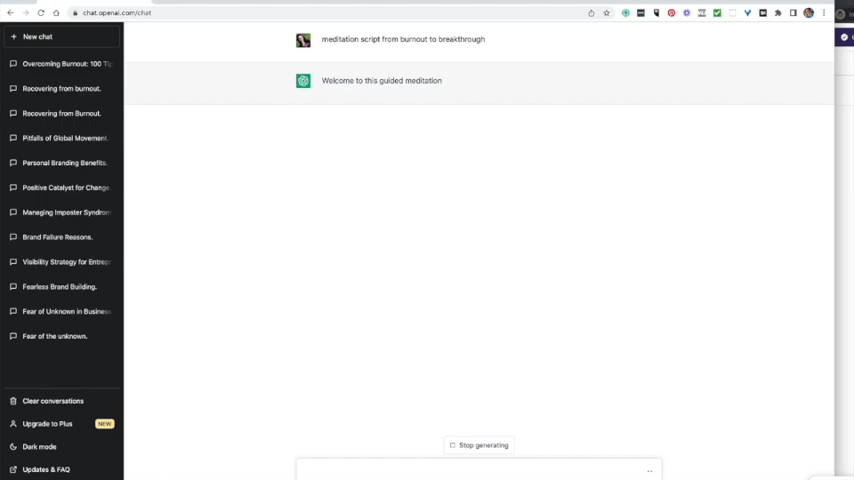 chat.openai.com/chat
New chat
Overcoming Burnout: 100 Tip
Recovering from burnout.
Recovering from Burnout.
Pitfalls of Global Movement.
Personal Branding Benefits.
Positive Catalyst for Change.
Managing Imposter Syndrom
Brand Failure Reasons.
Visibility Strategy for Entrep
Fearless Brand Building.
Fear of Unknown in Business
Fear of the unknown.
Clear conversations
Upgrade to Plus NEW
Dark mode
Updates & FAQ
meditation script from burnout to breakthrough
Welcome to this guided meditation
Stop generating